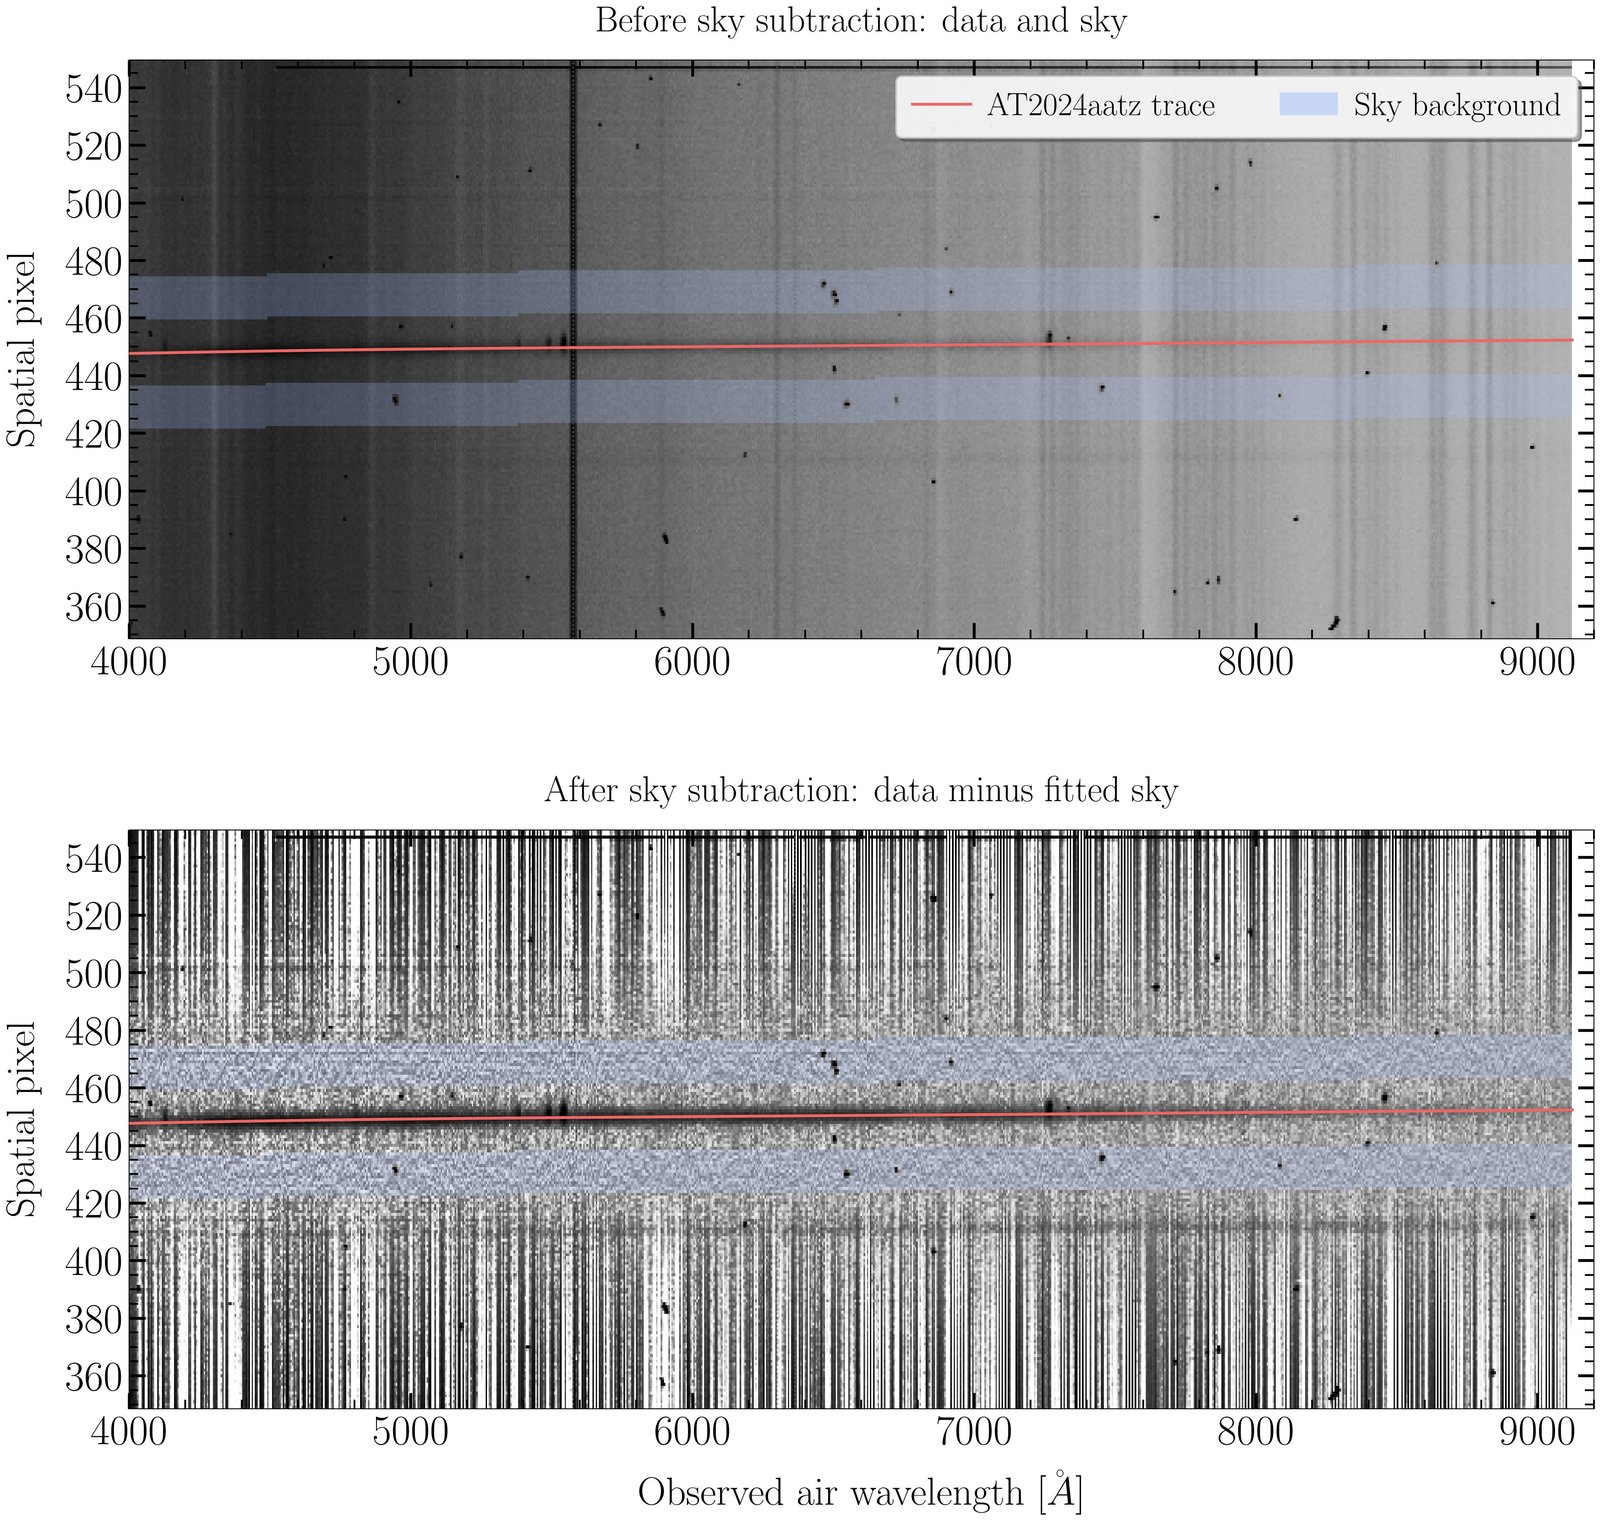 Before sky subtraction: data and sky
AT2024aatz trace
Sky background
Spatial pixel
540
520
500
480
460
440
420
400
380
360
4000 5000 6000 7000 8000 9000
After sky subtraction: data minus fitted sky
Spatial pixel
540
520
500
480
460
440
420
400
380
360
4000 5000 6000 7000 8000 9000
Observed air wavelength [Å]